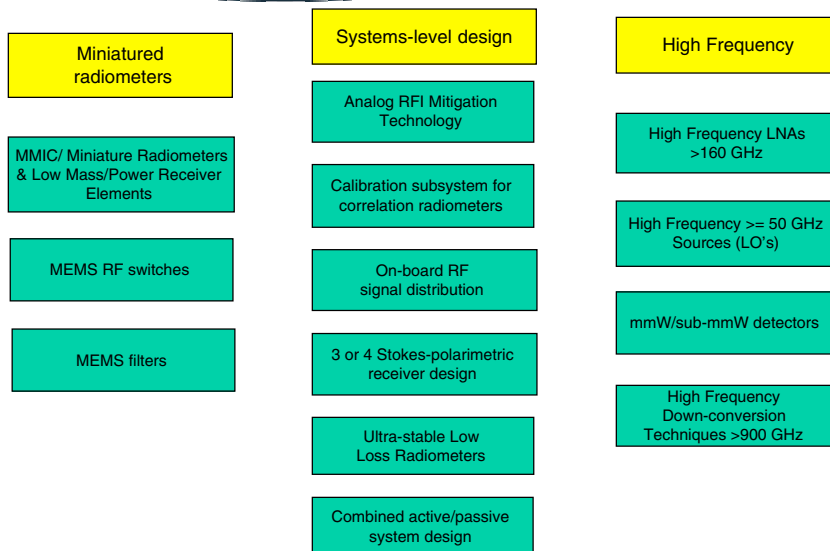 Miniatured
radiometers
MMIC/ Miniature Radiometers
& Low Mass/Power Receiver
Elements
MEMS RF switches
MEMS filters
Systems-level design
Analog RFI Mitigation
Technology
Calibration subsystem for
correlation radiometers
On-board RF
signal distribution
3 or 4 Stokes-polarimetric
receiver design
Ultra-stable Low
Loss Radiometers
Combined active/passive
system design
High Frequency
High Frequency LNAs
>160 GHz
High Frequency >= 50 GHz
Sources (LO's)
mmW/sub-mmW detectors
High Frequency
Down-conversion
Techniques >900 GHz